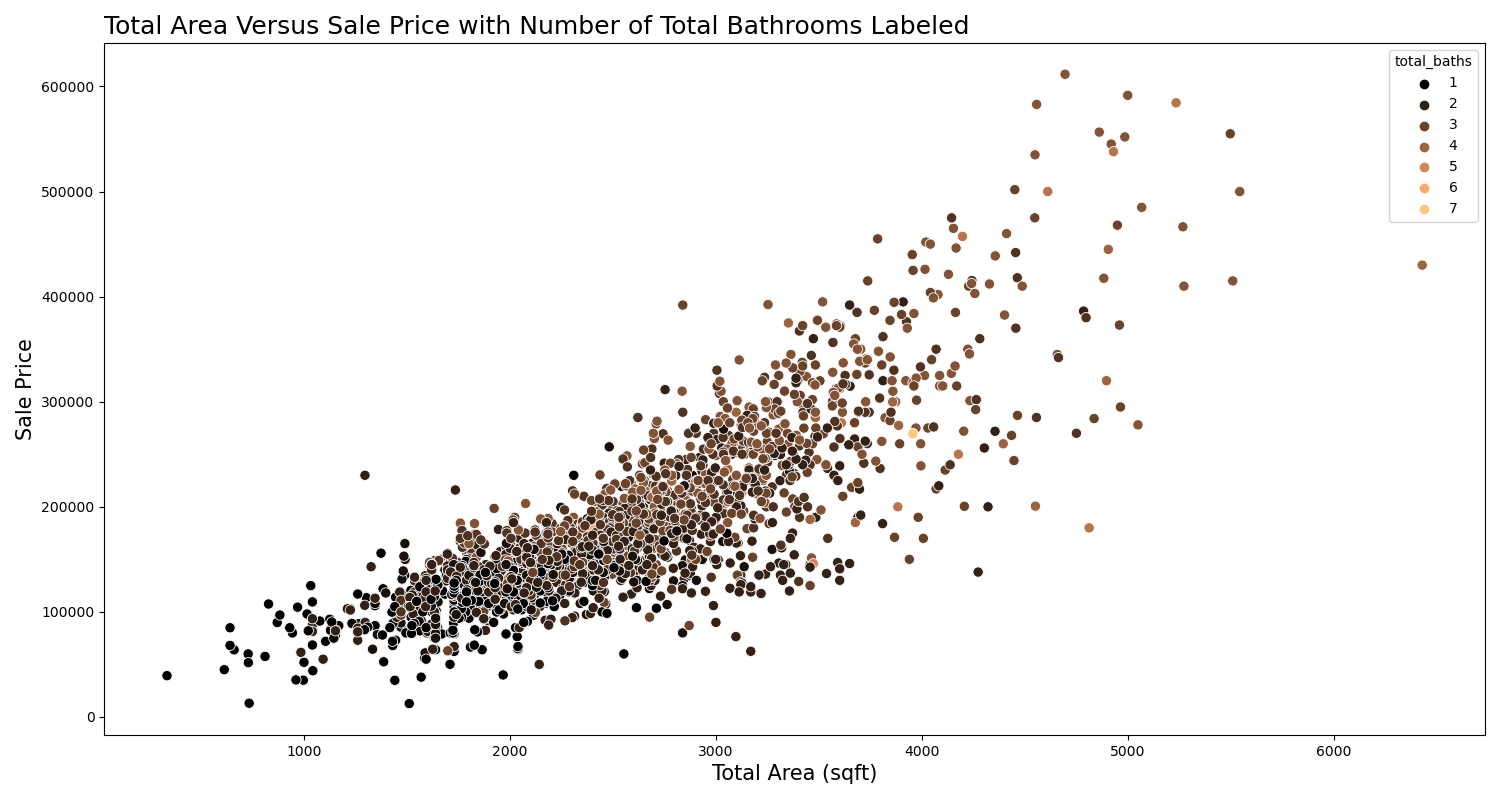 Total Area Versus Sale Price with Number of Total Bathrooms Labeled
total_baths
1
2
3
4
5
6
7
600000
500000
400000
300000
200000
100000
0
Sale Price
1000 2000 3000 4000 5000 6000
Total Area (sqft)